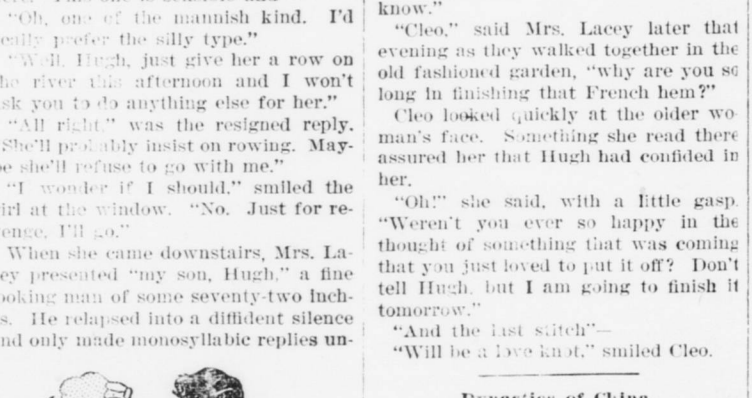 "Oh, one of the mannish kind. I'd
really prefer the silly type."
"Well, Hugh, just give her a row on
the river this afternoon and I won't
ask you to do anything else for her."
"All right," was the resigned reply.
"She'll probably insist on rowing. May-
be she'll refuse to go with me."
"I wonder if I should," smiled the
girl at the window. "No. Just for re-
venge, I'll go."
When she came downstairs, Mrs. La-
cey presented "my son, Hugh," a fine
looking man of some seventy-two inch-
es. He relapsed into a diffident silence
and only made monosyllabic replies un-
know."
"Cleo," said Mrs. Lacey later that
evening as they walked together in the
old fashioned garden, "why are you so
long in finishing that French hem?"
Cleo looked quickly at the older wo-
man's face. Something she read there
assured her that Hugh had confided in
her.
"Oh!" she said, with a little gasp.
"Weren't you ever so happy in the
thought of something that was coming
that you just loved to put it off? Don't
tell Hugh, but I am going to finish it
tomorrow."
"And the last stitch"—
"Will be a love knot," smiled Cleo.